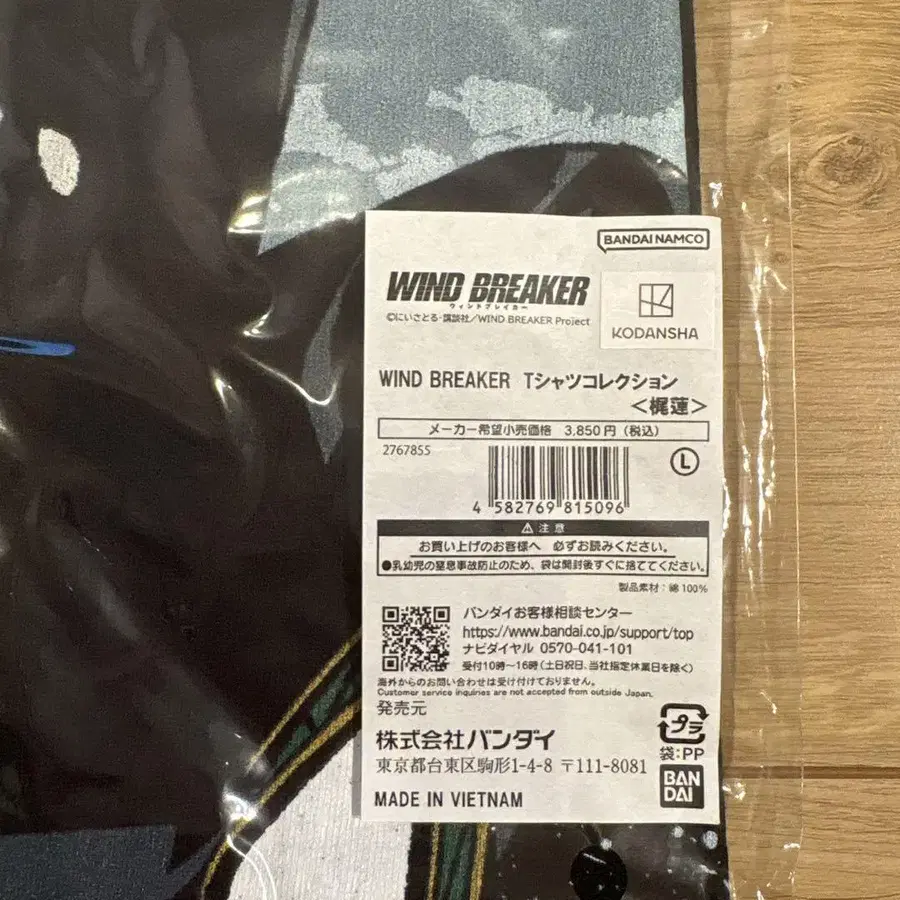 BANDAI NAMCO
WIND BREAKER
ウィンドブレイカー
©にいさとる・講談社／WIND BREAKER Project
KODANSHA
WIND BREAKER Tシャツコレクション
＜梶蓮＞
メーカー希望小売価格 3,850円（税込）
2767855
L
4 582769 815096
⚠注意
お買い上げのお客様へ 必ずお読みください。
●乳幼児の窒息事故防止のため、袋は開封後すぐに捨ててください。
製品素材：綿100%
バンダイお客様相談センター
https://www.bandai.co.jp/support/top
ナビダイヤル 0570-041-101
受付10時〜16時（土日祝日、当社指定休業日を除く）
海外からのお問い合わせは受け付けておりません。
Customer service inquiries are not accepted from outside Japan.
発売元
株式会社バンダイ
東京都台東区駒形1-4-8 〒111-8081
MADE IN VIETNAM
プラ
袋:PP
BAN
DAI